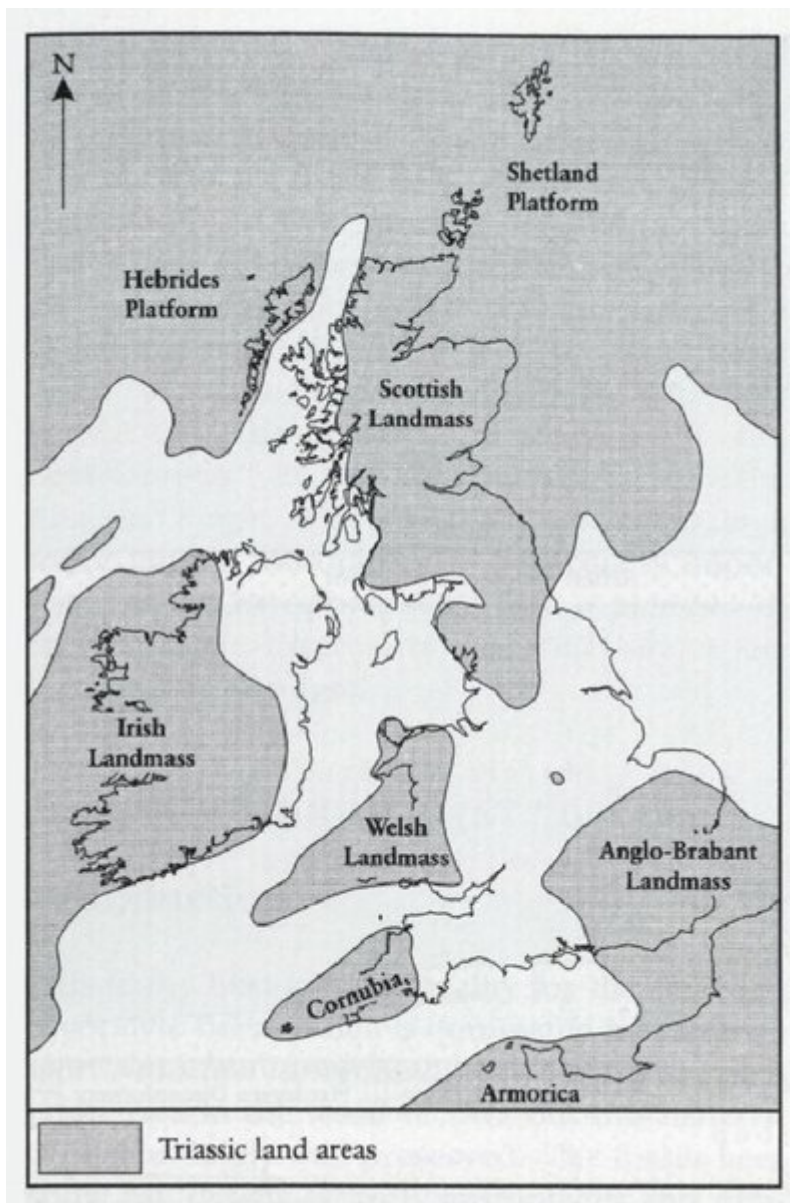 N
Shetland
Platform
Hebrides
Platform
Scottish
Landmass
Irish
Landmass
Welsh
Landmass
Anglo-Brabant
Landmass
Cornubia
Armorica
Triassic land areas